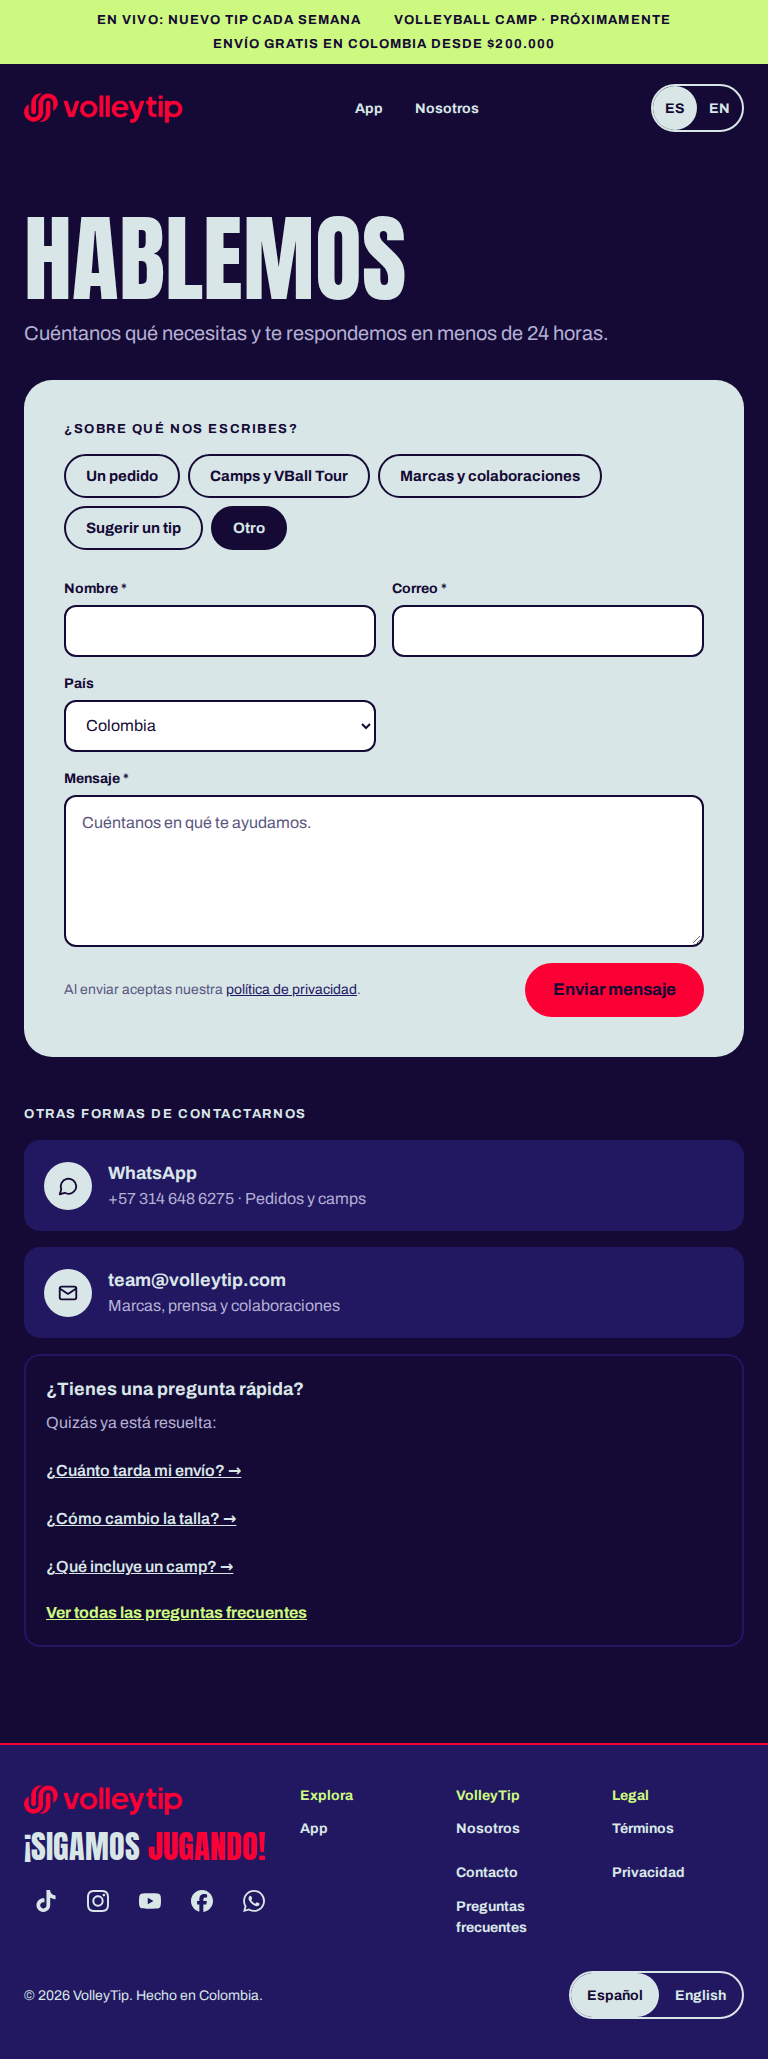 EN VIVO: NUEVO TIP CADA SEMANA VOLLEYBALL CAMP · PRÓXIMAMENTE
ENVÍO GRATIS EN COLOMBIA DESDE $200.000
volleytip App Nosotros ES EN
HABLEMOS
Cuéntanos qué necesitas y te respondemos en menos de 24 horas.
¿SOBRE QUÉ NOS ESCRIBES?
Un pedido Camps y VBall Tour Marcas y colaboraciones
Sugerir un tip Otro
Nombre * Correo *
País
Colombia
Mensaje *
Cuéntanos en qué te ayudamos.
Al enviar aceptas nuestra política de privacidad. Enviar mensaje
OTRAS FORMAS DE CONTACTARNOS
WhatsApp
+57 314 648 6275 · Pedidos y camps
team@volleytip.com
Marcas, prensa y colaboraciones
¿Tienes una pregunta rápida?
Quizás ya está resuelta:
¿Cuánto tarda mi envío? →
¿Cómo cambio la talla? →
¿Qué incluye un camp? →
Ver todas las preguntas frecuentes
volleytip
¡SIGAMOS JUGANDO!
Explora
App
VolleyTip
Nosotros
Contacto
Preguntas
frecuentes
Legal
Términos
Privacidad
© 2026 VolleyTip. Hecho en Colombia. Español English